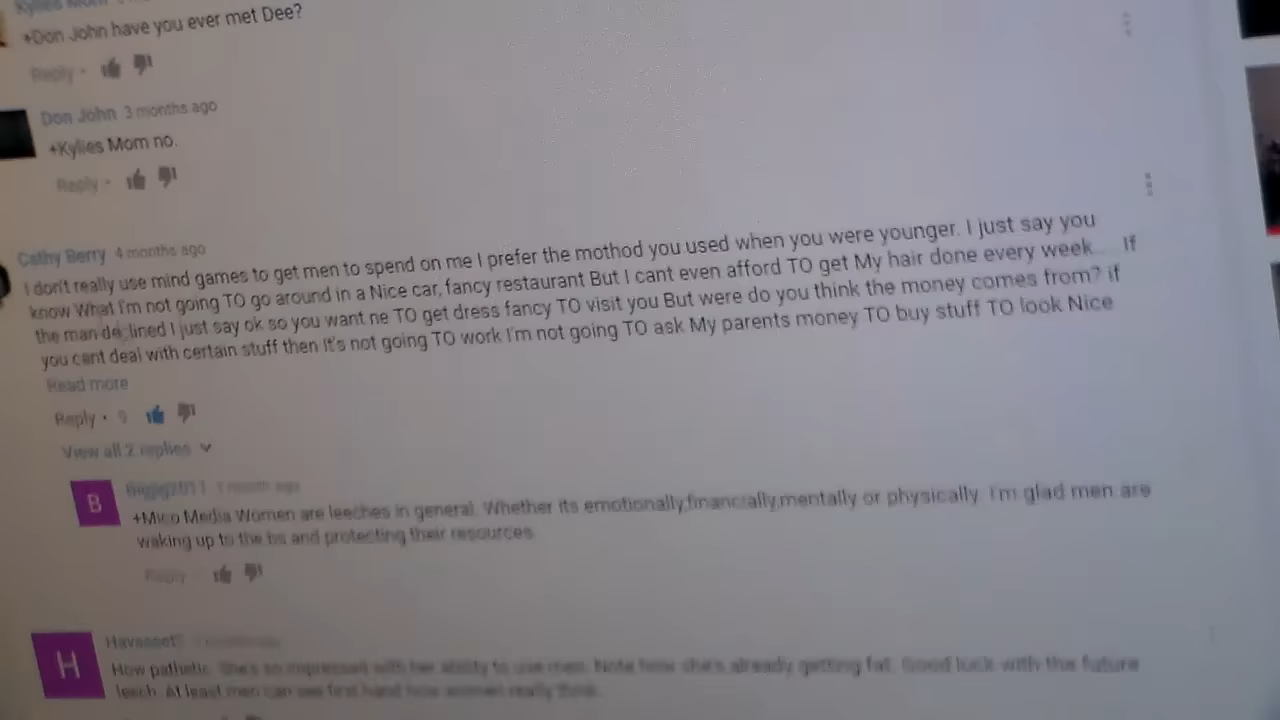 Kylies Mom
+Don John have you ever met Dee?
Reply •
Don John 3 months ago
+Kylies Mom no.
Reply •
Cathy Berry 4 months ago
I don't really use mind games to get men to spend on me I prefer the mothod you used when you were younger. I just say you
know What I'm not going TO go around in a Nice car, fancy restaurant But I cant even afford TO get My hair done every week... If
the man declined I just say ok so you want ne TO get dress fancy TO visit you But were do you think the money comes from? if
you cant deal with certain stuff then It's not going TO work I'm not going TO ask My parents money TO buy stuff TO look Nice
Read more
Reply • 9
View all 2 replies
B
1 month ago
+Mico Media Women are leeches in general. Whether its emotionally,financially,mentally or physically. I'm glad men are
waking up to the bs and protecting their resources
Reply
H
How pathetic. She's so impressed with her ability to use men. Note how she's already getting fat. Good luck with the future
leech. At least men can see first hand how women really think.